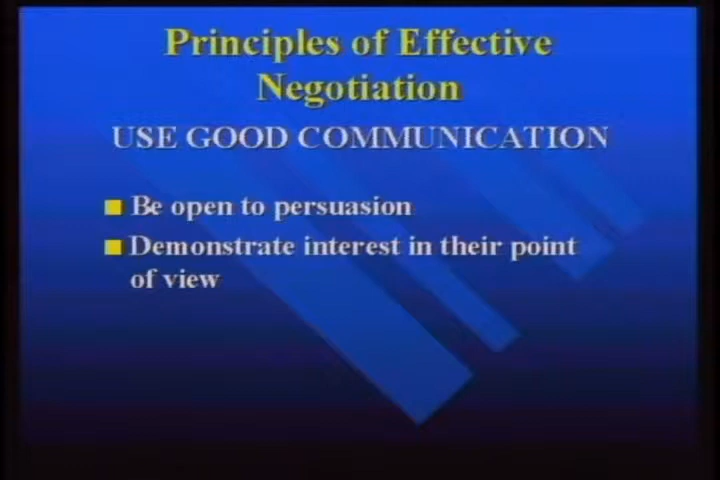 Principles of Effective
Negotiation
USE GOOD COMMUNICATION
Be open to persuasion
Demonstrate interest in their point
of view